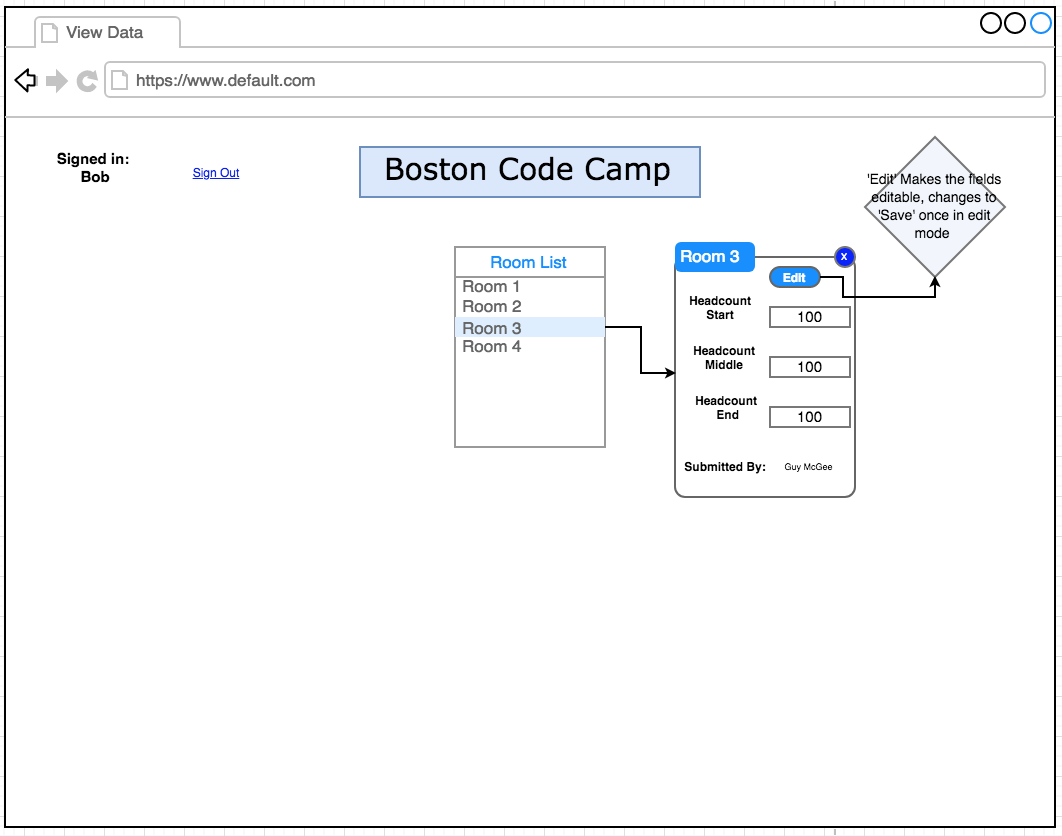 View Data
https://www.default.com
Signed in:
Bob
Sign Out
Boston Code Camp
'Edit' Makes the fields
editable, changes to
'Save' once in edit
mode
Room List
Room 1
Room 2
Room 3
Room 4
Room 3
x
Edit
Headcount
Start
100
Headcount
Middle
100
Headcount
End
100
Submitted By:
Guy McGee